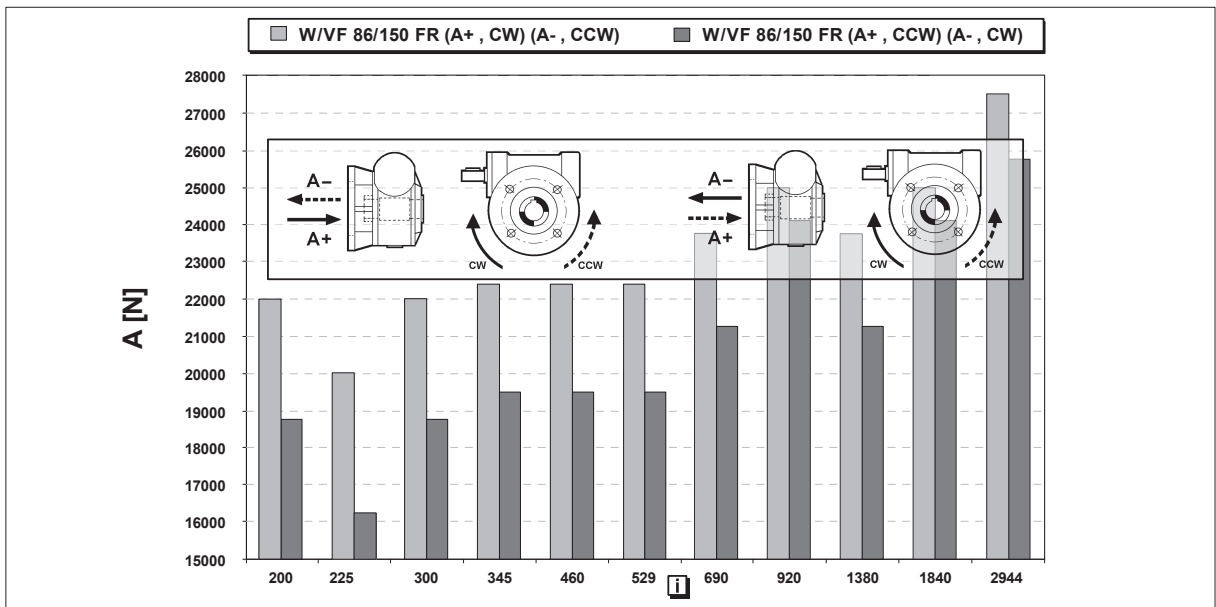 W/VF 86/150 FR (A+ , CW) (A- , CCW) W/VF 86/150 FR (A+ , CCW) (A- , CW)
28000
27000
26000
25000
24000
23000
22000
21000
20000
19000
18000
17000
16000
15000
A [N]
A–
A+
CW
CCW
A–
A+
CW
CCW
200 225 300 345 460 529 690 920 1380 1840 2944
i